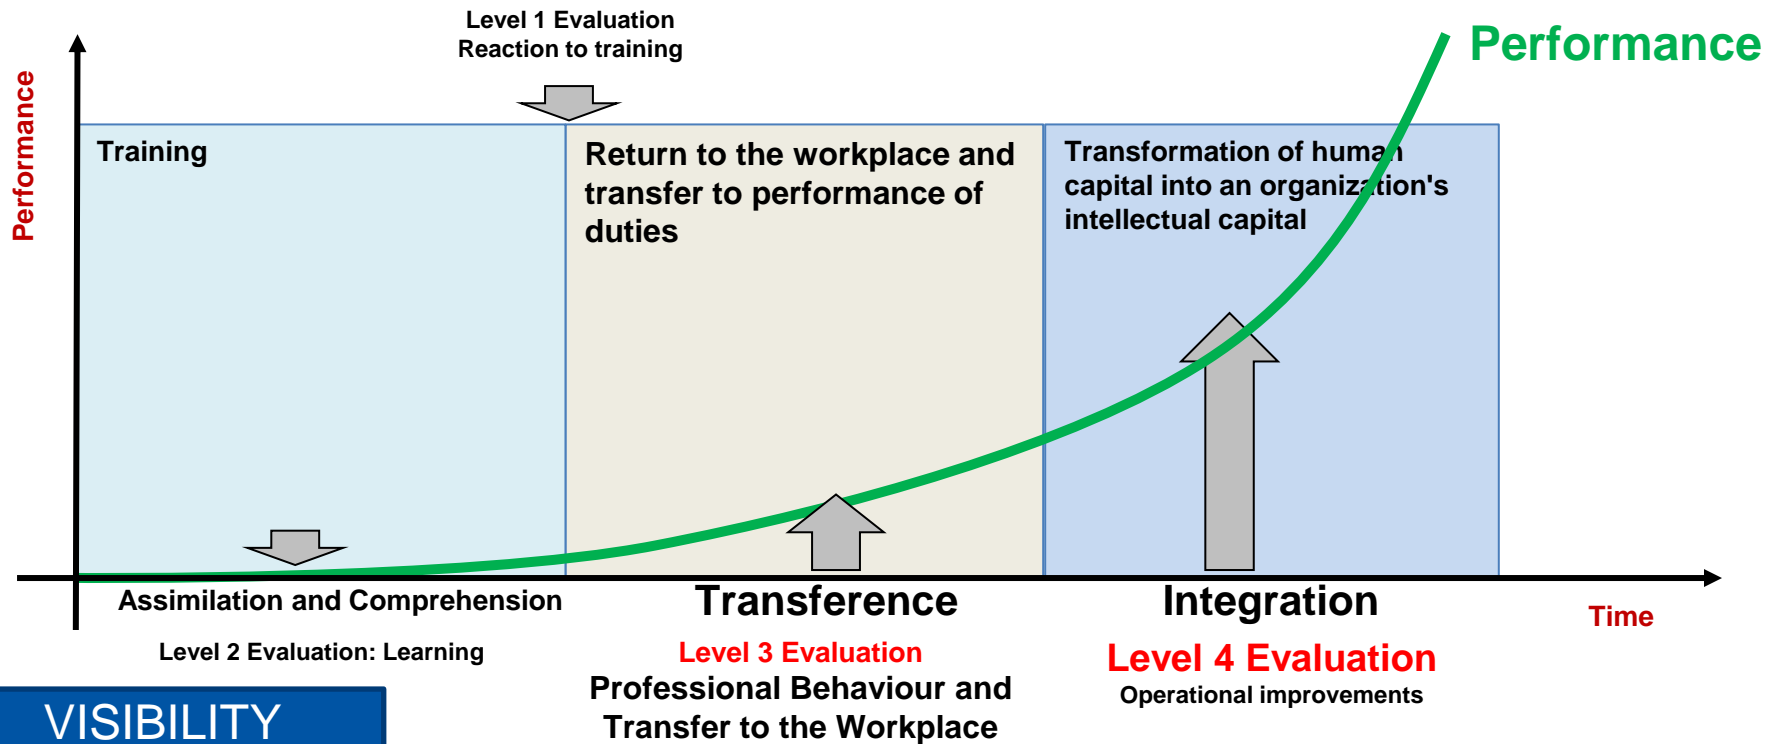 Level 1 Evaluation
Reaction to training
Performance
Performance
Training
Return to the workplace and
transfer to performance of
duties
Transformation of human
capital into an organization's
intellectual capital
Assimilation and Comprehension
Transference
Integration
Time
Level 2 Evaluation: Learning
Level 3 Evaluation
Professional Behaviour and
Transfer to the Workplace
Level 4 Evaluation
Operational improvements
VISIBILITY